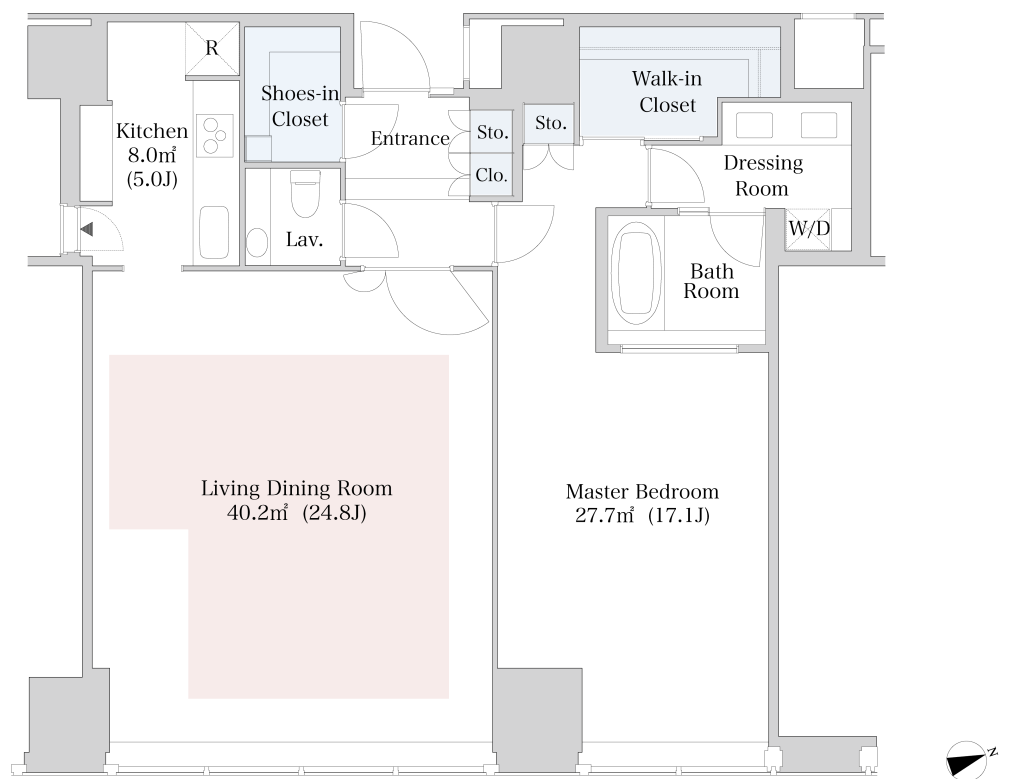 R
Shoes-in
Closet
Kitchen
8.0㎡
(5.0J)
Entrance
Sto.
Clo.
Sto.
Walk-in
Closet
Dressing
Room
W/D
Lav.
Bath
Room
Living Dining Room
40.2㎡ (24.8J)
Master Bedroom
27.7㎡ (17.1J)
N